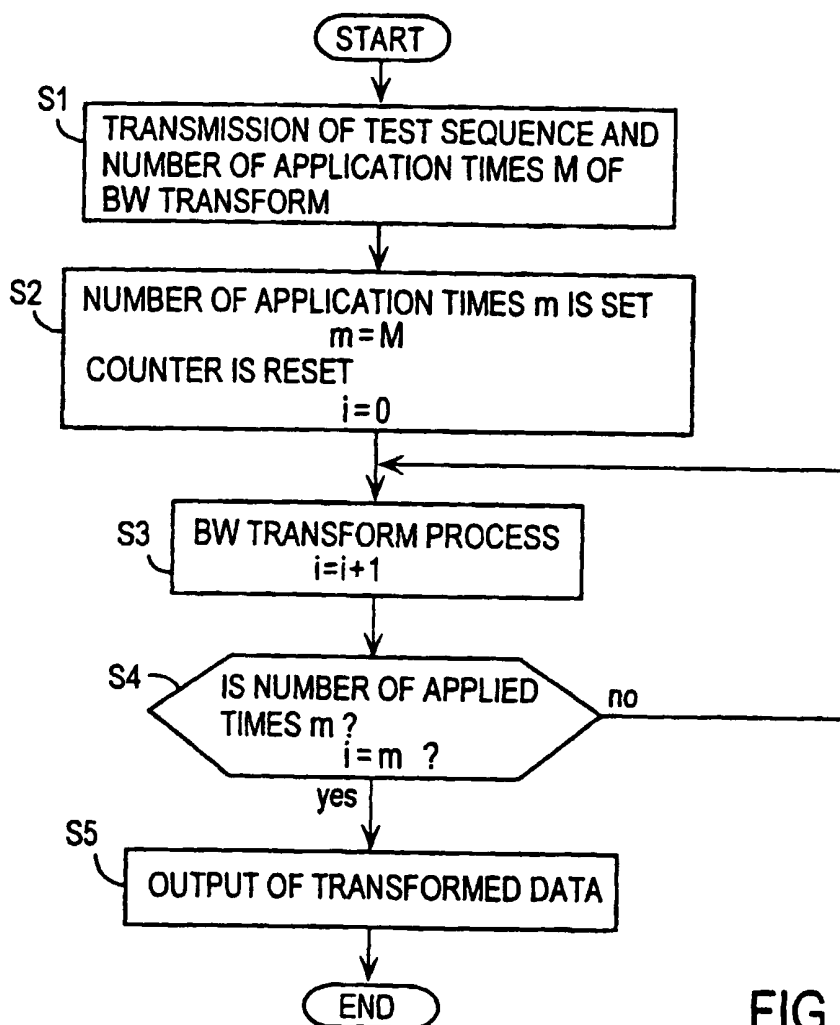 START
S1
TRANSMISSION OF TEST SEQUENCE AND
NUMBER OF APPLICATION TIMES M OF
BW TRANSFORM
S2
NUMBER OF APPLICATION TIMES m IS SET
m=M
COUNTER IS RESET
i=0
S3
BW TRANSFORM PROCESS
i=i+1
S4
IS NUMBER OF APPLIED
TIMES m ?
i=m ?
no
yes
S5
OUTPUT OF TRANSFORMED DATA
END
FIG